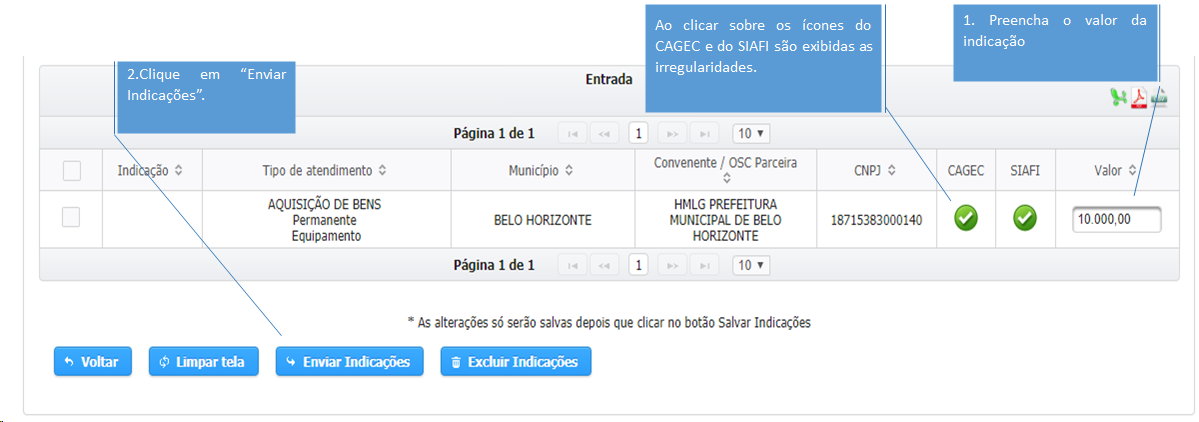 Ao clicar sobre os ícones do
CAGEC e do SIAFI são exibidas as
irregularidades.
1. Preencha o valor da
indicação
2.Clique em “Enviar
Indicações”.
Entrada
Página 1 de 1 1 10
Indicação Tipo de atendimento Município Convenente / OSC Parceira CNPJ CAGEC SIAFI Valor
AQUISIÇÃO DE BENS
Permanente
Equipamento
BELO HORIZONTE
HMLG PREFEITURA
MUNICIPAL DE BELO
HORIZONTE
18715383000140
10.000,00
Página 1 de 1 1 10
* As alterações só serão salvas depois que clicar no botão Salvar Indicações
Voltar Limpar tela Enviar Indicações Excluir Indicações